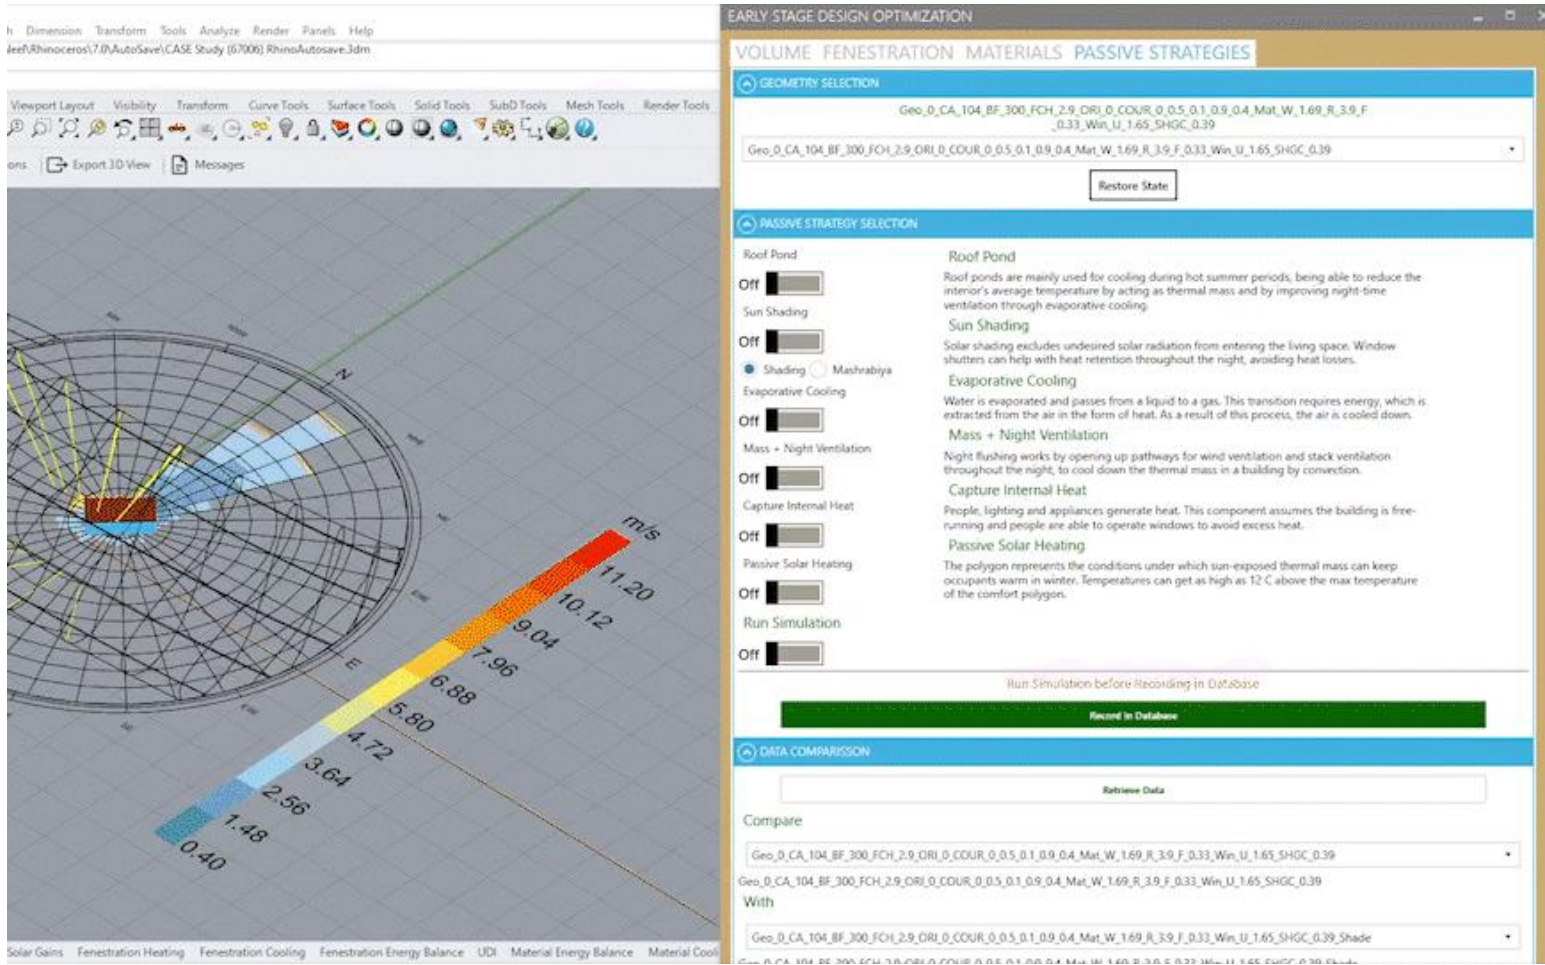 Dimension Transform Tools Analyze Render Panels Help
\Rhinoceros\7.0\AutoSave\CASE Study (67006) RhinoAutosave.3dm
Viewport Layout Visibility Transform Curve Tools Surface Tools Solid Tools SubD Tools Mesh Tools Render Tools
ons Export 3D View Messages
N
E
m/s
11.20
10.12
9.04
7.96
6.88
5.80
4.72
3.64
2.56
1.48
0.40
Solar Gains Fenestration Heating Fenestration Cooling Fenestration Energy Balance UDI Material Energy Balance Material Cooli
EARLY STAGE DESIGN OPTIMIZATION
VOLUME FENESTRATION MATERIALS PASSIVE STRATEGIES
GEOMETRY SELECTION
Geo_0_CA_104_BF_300_FCH_2.9_ORI_0_COUR_0_0.5_0.1_0.9_0.4_Mat_W_1.69_R_3.9_F
_0.33_Win_U_1.65_SHGC_0.39
Geo_0_CA_104_BF_300_FCH_2.9_ORI_0_COUR_0_0.5_0.1_0.9_0.4_Mat_W_1.69_R_3.9_F_0.33_Win_U_1.65_SHGC_0.39
Restore State
PASSIVE STRATEGY SELECTION
Roof Pond
Off
Sun Shading
Off
Shading Mashrabiya
Evaporative Cooling
Off
Mass + Night Ventilation
Off
Capture Internal Heat
Off
Passive Solar Heating
Off
Run Simulation
Off
Roof Pond
Roof ponds are mainly used for cooling during hot summer periods, being able to reduce the
interior's average temperature by acting as thermal mass and by improving night-time
ventilation through evaporative cooling.
Sun Shading
Solar shading excludes undesired solar radiation from entering the living space. Window
shutters can help with heat retention throughout the night, avoiding heat losses.
Evaporative Cooling
Water is evaporated and passes from a liquid to a gas. This transition requires energy, which is
extracted from the air in the form of heat. As a result of this process, the air is cooled down.
Mass + Night Ventilation
Night flushing works by opening up pathways for wind ventilation and stack ventilation
throughout the night, to cool down the thermal mass in a building by convection.
Capture Internal Heat
People, lighting and appliances generate heat. This component assumes the building is free-
running and people are able to operate windows to avoid excess heat.
Passive Solar Heating
The polygon represents the conditions under which sun-exposed thermal mass can keep
occupants warm in winter. Temperatures can get as high as 12 C above the max temperature
of the comfort polygon.
Run Simulation before Recording in Database
Record in Database
DATA COMPARISSON
Retrieve Data
Compare
Geo_0_CA_104_BF_300_FCH_2.9_ORI_0_COUR_0_0.5_0.1_0.9_0.4_Mat_W_1.69_R_3.9_F_0.33_Win_U_1.65_SHGC_0.39
Geo_0_CA_104_BF_300_FCH_2.9_ORI_0_COUR_0_0.5_0.1_0.9_0.4_Mat_W_1.69_R_3.9_F_0.33_Win_U_1.65_SHGC_0.39
With
Geo_0_CA_104_BF_300_FCH_2.9_ORI_0_COUR_0_0.5_0.1_0.9_0.4_Mat_W_1.69_R_3.9_F_0.33_Win_U_1.65_SHGC_0.39_Shade
Geo_0_CA_104_BF_300_FCH_2.9_ORI_0_COUR_0_0.5_0.1_0.9_0.4_Mat_W_1.69_R_3.9_F_0.33_Win_U_1.65_SHGC_0.39_Shade